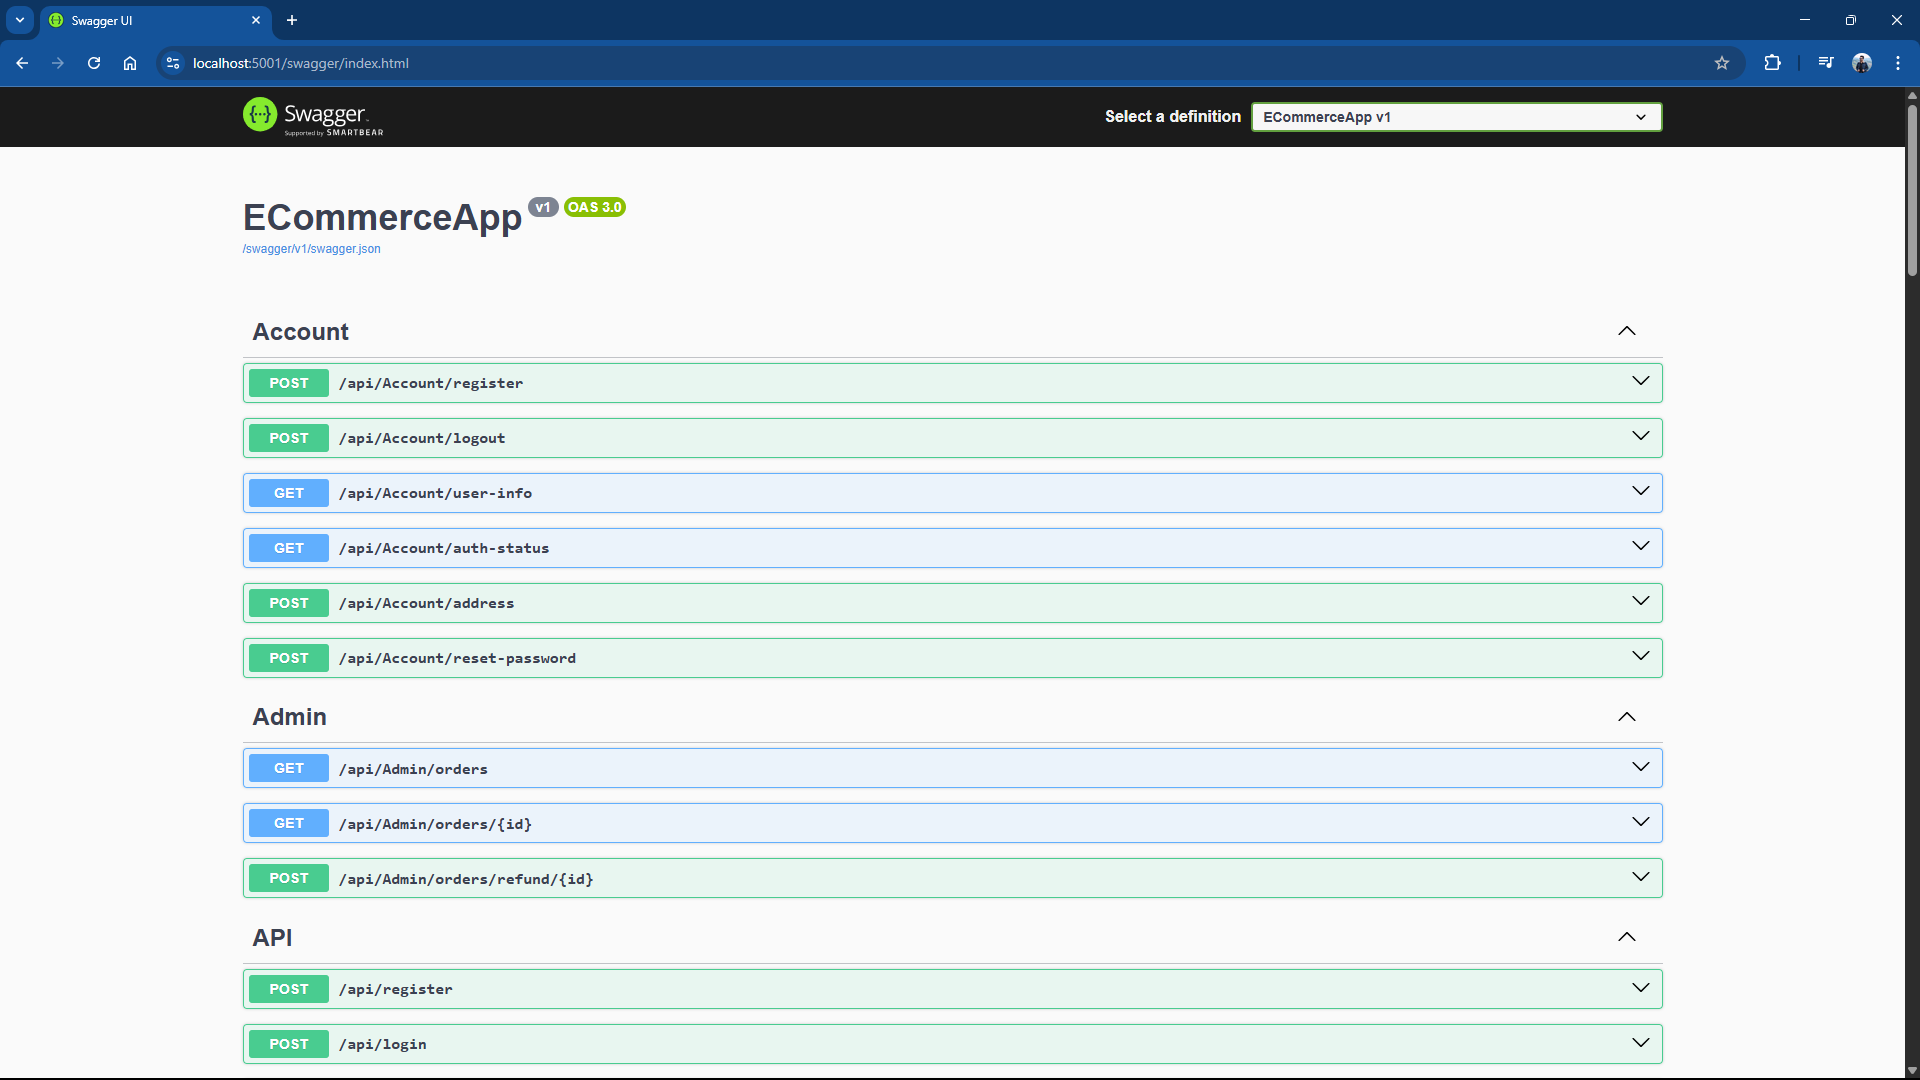 Swagger UI
localhost:5001/swagger/index.html
{···} Swagger™
Supported by SMARTBEAR
Select a definition
ECommerceApp v1
ECommerceApp v1 OAS 3.0
/swagger/v1/swagger.json
Account
POST /api/Account/register
POST /api/Account/logout
GET /api/Account/user-info
GET /api/Account/auth-status
POST /api/Account/address
POST /api/Account/reset-password
Admin
GET /api/Admin/orders
GET /api/Admin/orders/{id}
POST /api/Admin/orders/refund/{id}
API
POST /api/register
POST /api/login